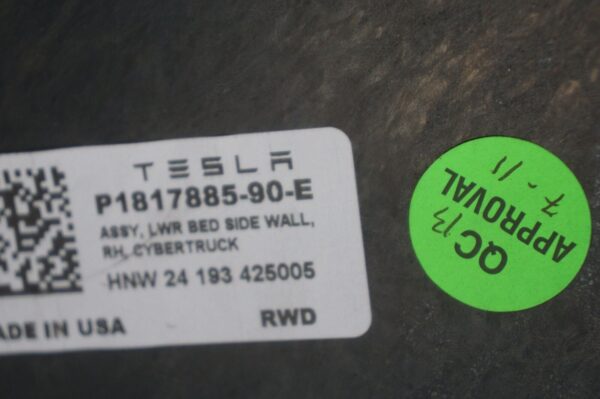 TESLA
P1817885-90-E
ASSY, LWR BED SIDE WALL,
RH, CYBERTRUCK
HNW 24 193 425005
ADE IN USA
RWD
QC 13
APPROVAL
7-11